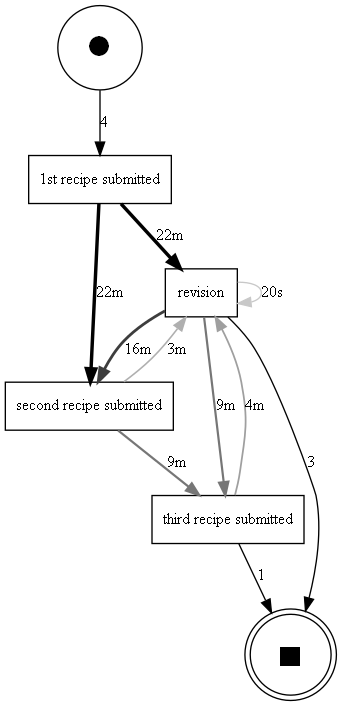 4
1st recipe submitted
22m
22m
revision
20s
16m
3m
second recipe submitted
9m
4m
9m
3
third recipe submitted
1